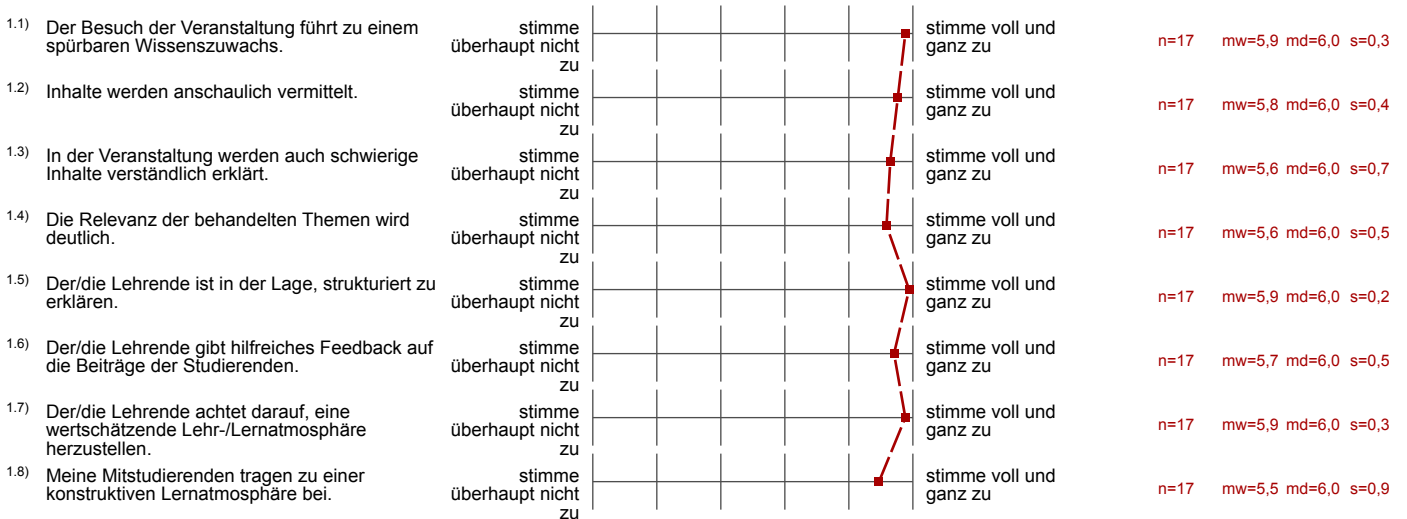 1.1) Der Besuch der Veranstaltung führt zu einem
spürbaren Wissenszuwachs.
stimme
überhaupt nicht
zu
stimme voll und
ganz zu
n=17 mw=5,9 md=6,0 s=0,3
1.2) Inhalte werden anschaulich vermittelt.
stimme
überhaupt nicht
zu
stimme voll und
ganz zu
n=17 mw=5,8 md=6,0 s=0,4
1.3) In der Veranstaltung werden auch schwierige
Inhalte verständlich erklärt.
stimme
überhaupt nicht
zu
stimme voll und
ganz zu
n=17 mw=5,6 md=6,0 s=0,7
1.4) Die Relevanz der behandelten Themen wird
deutlich.
stimme
überhaupt nicht
zu
stimme voll und
ganz zu
n=17 mw=5,6 md=6,0 s=0,5
1.5) Der/die Lehrende ist in der Lage, strukturiert zu
erklären.
stimme
überhaupt nicht
zu
stimme voll und
ganz zu
n=17 mw=5,9 md=6,0 s=0,2
1.6) Der/die Lehrende gibt hilfreiches Feedback auf
die Beiträge der Studierenden.
stimme
überhaupt nicht
zu
stimme voll und
ganz zu
n=17 mw=5,7 md=6,0 s=0,5
1.7) Der/die Lehrende achtet darauf, eine
wertschätzende Lehr-/Lernatmosphäre
herzustellen.
stimme
überhaupt nicht
zu
stimme voll und
ganz zu
n=17 mw=5,9 md=6,0 s=0,3
1.8) Meine Mitstudierenden tragen zu einer
konstruktiven Lernatmosphäre bei.
stimme
überhaupt nicht
zu
stimme voll und
ganz zu
n=17 mw=5,5 md=6,0 s=0,9